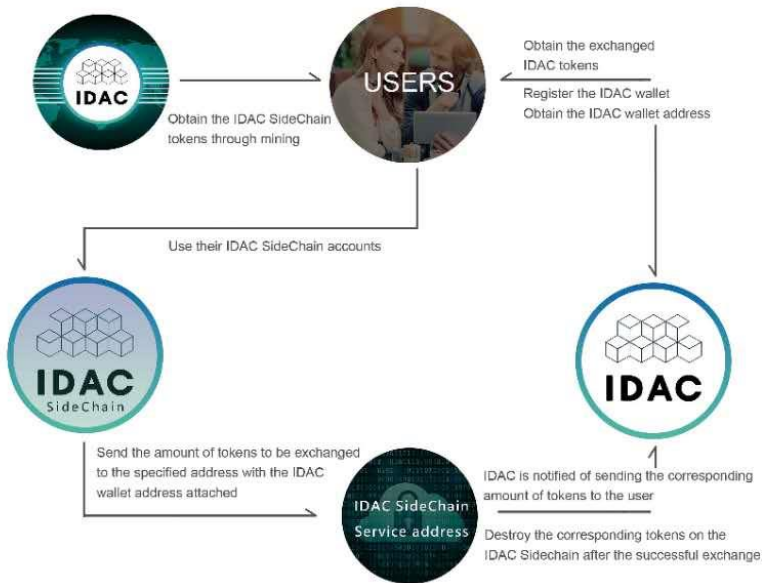 IDAC
USERS
Obtain the exchanged
IDAC tokens
Register the IDAC wallet
Obtain the IDAC wallet address
Obtain the IDAC SideChain
tokens through mining
Use their IDAC SideChain accounts
IDAC
SideChain
IDAC
Send the amount of tokens to be exchanged
to the specified address with the IDAC
wallet address attached
IDAC SideChain
Service address
IDAC is notified of sending the corresponding
amount of tokens to the user
Destroy the corresponding tokens on the
IDAC Sidechain after the successful exchange